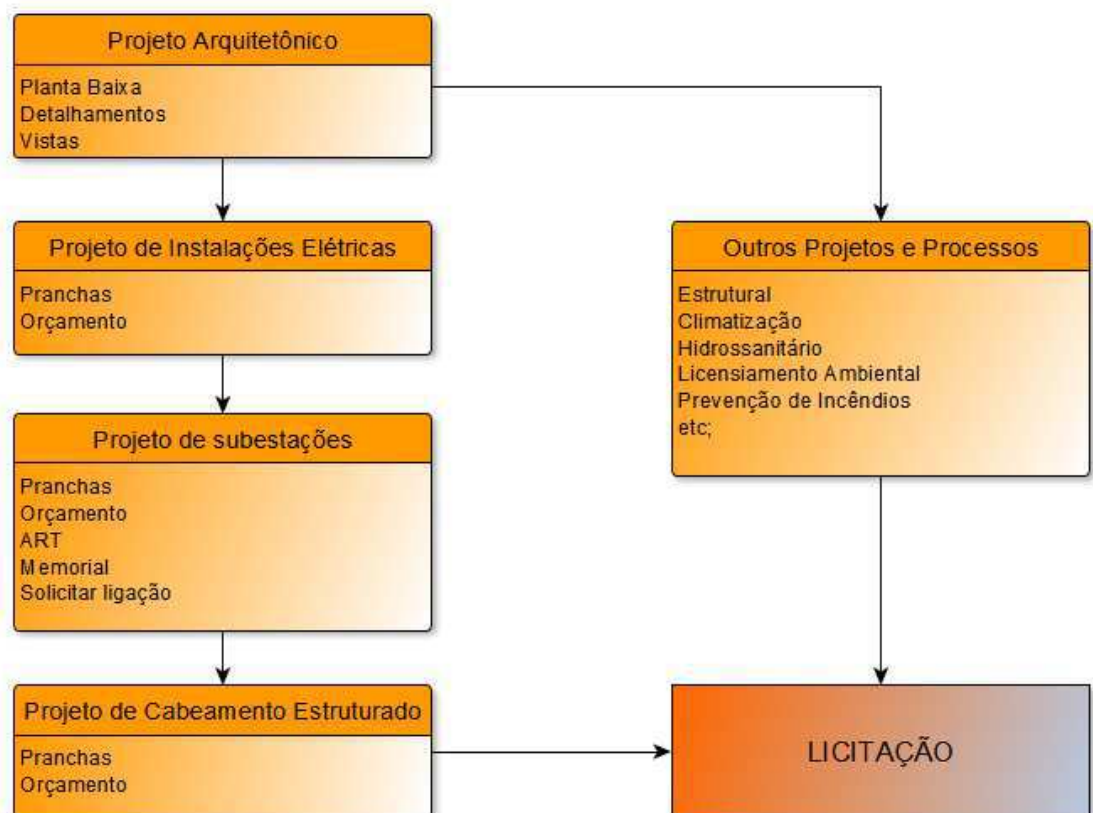 Projeto Arquitetônico
Planta Baixa
Detalhamentos
Vistas
Projeto de Instalações Elétricas
Pranchas
Orçamento
Projeto de subestações
Pranchas
Orçamento
ART
Memorial
Solicitar ligação
Projeto de Cabeamento Estruturado
Pranchas
Orçamento
Outros Projetos e Processos
Estrutural
Climatização
Hidrossanitário
Licensiamento Ambiental
Prevenção de Incêndios
etc;
LICITAÇÃO